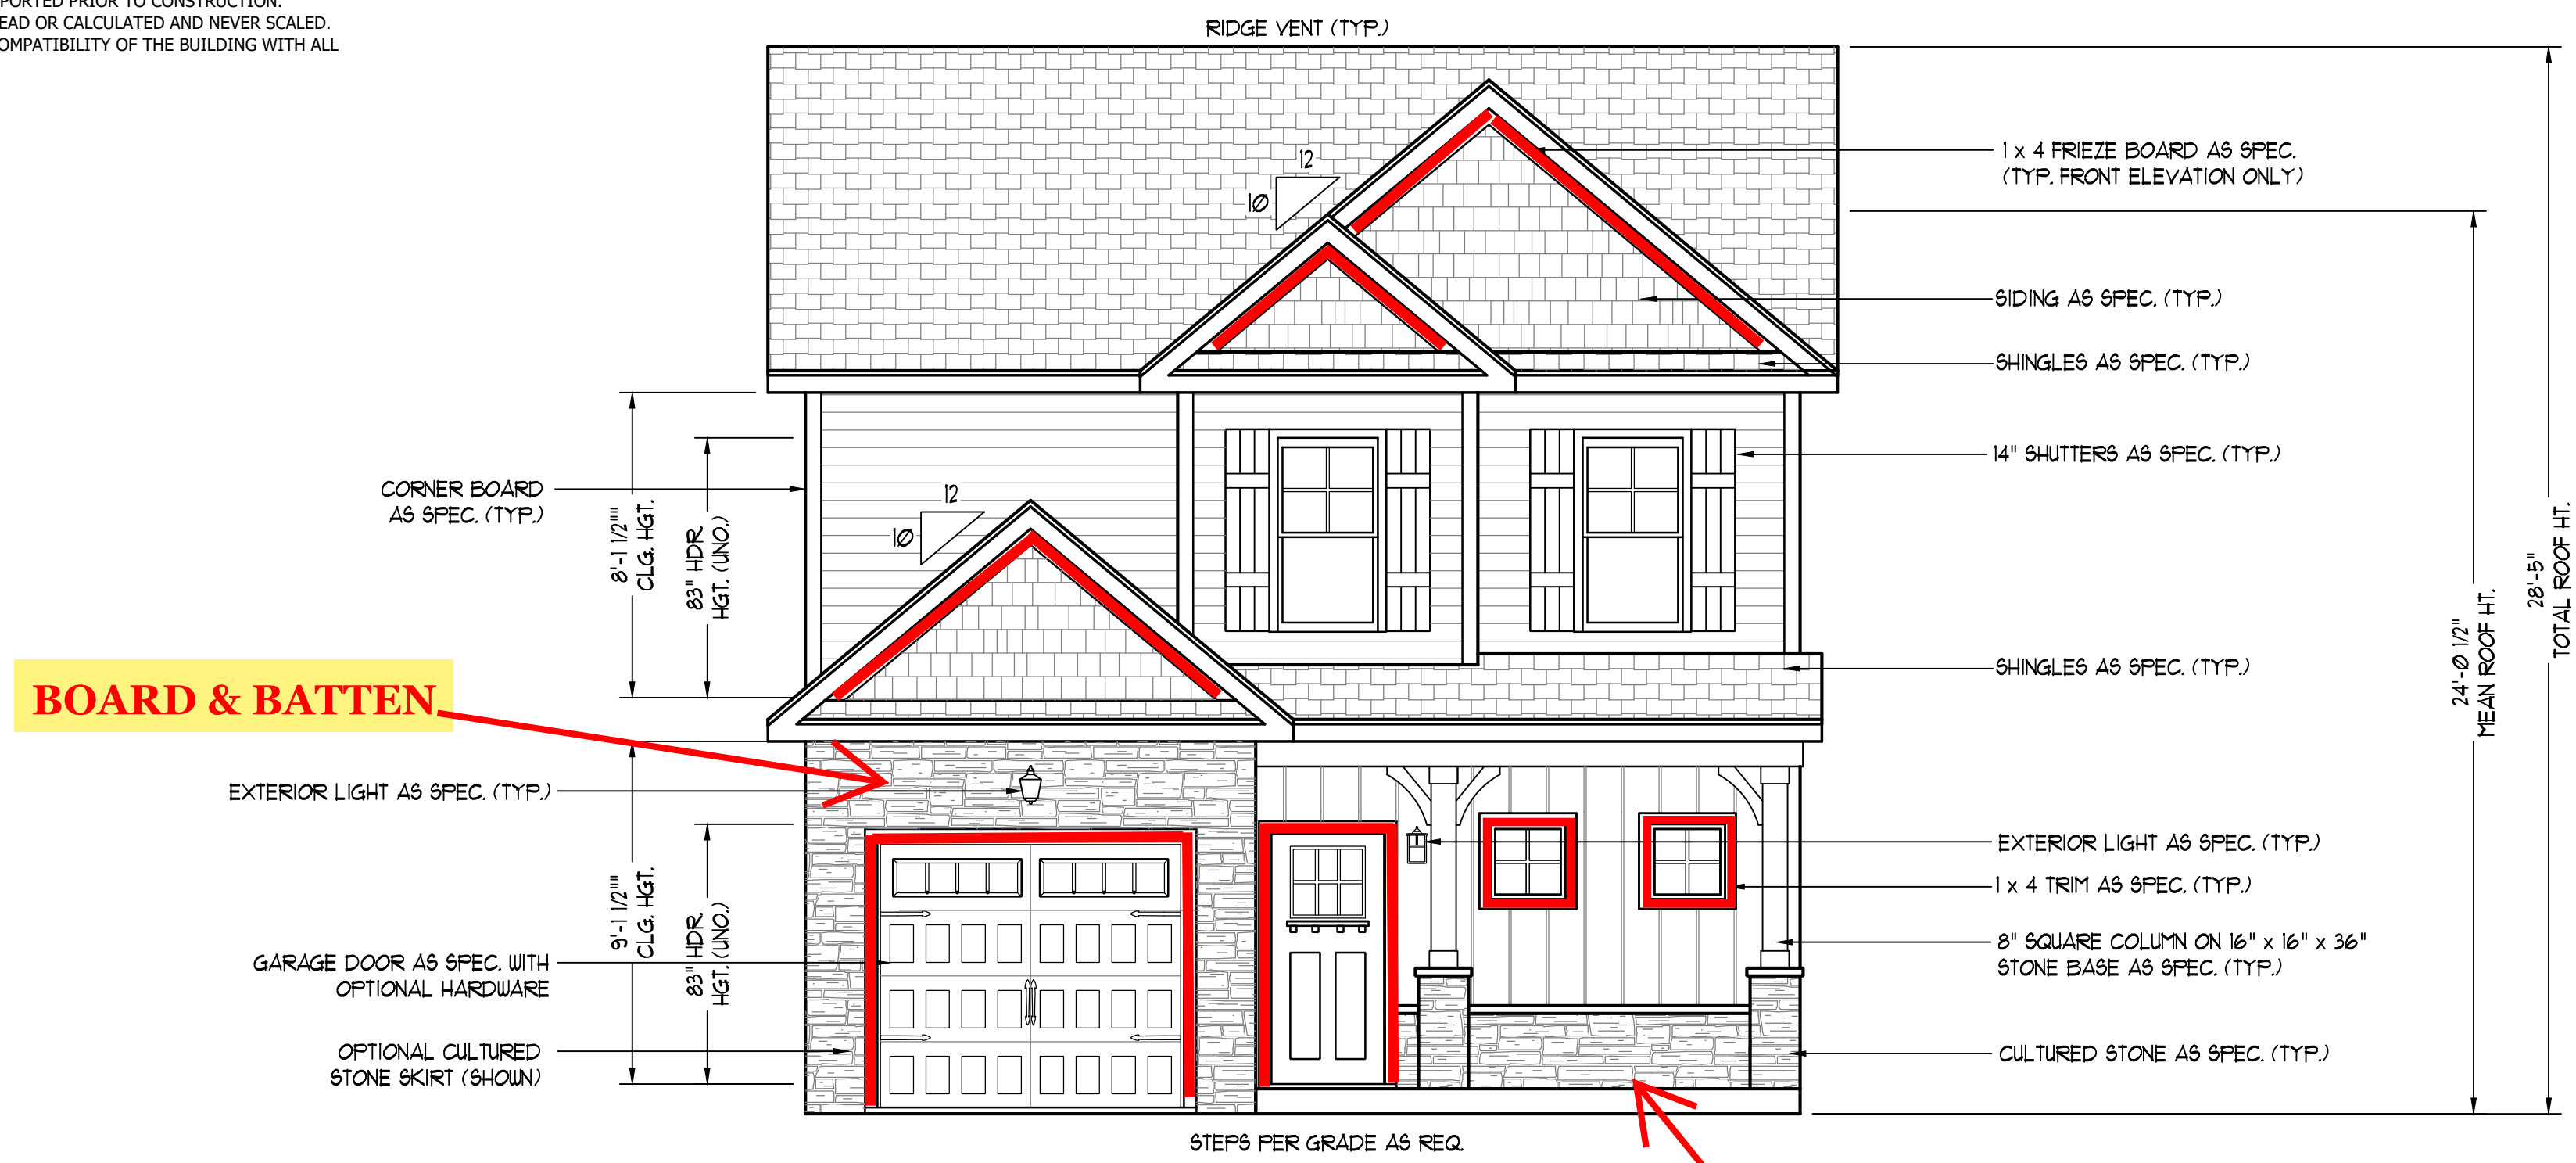 PORTED PRIOR TO CONSTRUCTION.
EAD OR CALCULATED AND NEVER SCALED.
OMPATIBILITY OF THE BUILDING WITH ALL
RIDGE VENT (TYP.)
12
10
1 x 4 FRIEZE BOARD AS SPEC.
(TYP. FRONT ELEVATION ONLY)
SIDING AS SPEC. (TYP.)
SHINGLES AS SPEC. (TYP.)
14" SHUTTERS AS SPEC. (TYP.)
CORNER BOARD
AS SPEC. (TYP.)
8'-1 1/2""
CLG. HGT.
83" HDR.
HGT. (UNO.)
12
10
28'-5"
TOTAL ROOF HT.
24'-0 1/2"
MEAN ROOF HT.
SHINGLES AS SPEC. (TYP.)
BOARD & BATTEN
EXTERIOR LIGHT AS SPEC. (TYP.)
9'-1 1/2""
CLG. HGT.
83" HDR.
HGT. (UNO.)
GARAGE DOOR AS SPEC. WITH
OPTIONAL HARDWARE
OPTIONAL CULTURED
STONE SKIRT (SHOWN)
EXTERIOR LIGHT AS SPEC. (TYP.)
1 x 4 TRIM AS SPEC. (TYP.)
8" SQUARE COLUMN ON 16" x 16" x 36"
STONE BASE AS SPEC. (TYP.)
CULTURED STONE AS SPEC. (TYP.)
STEPS PER GRADE AS REQ.